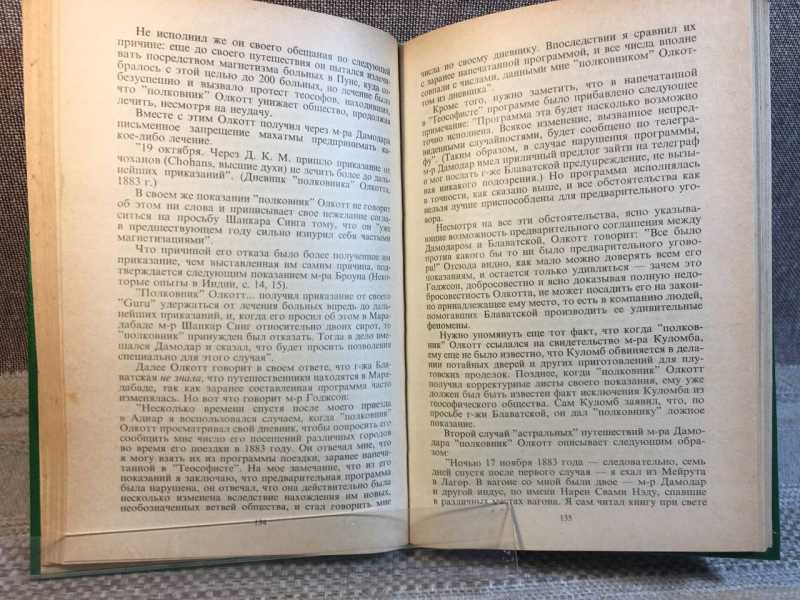 Не исполнил же он своего обещания по следующей
причине: еще до своего путешествия он пытался излечи-
вать посредством магнетизма больных в Пуне, куда со-
бралось с этой целью до 200 больных, но лечение было
безуспешно и вызвало протест теософов, находивших,
что "полковник" Олкотт унижает общество, продолжая
лечить, несмотря на неудачу.
Вместе с этим Олкотт получил через м-ра Дамодара
письменное запрещение махатмы предпринимать ка-
кое-либо лечение.
"19 октября. Через Д. К. М. пришло приказание от
чоханов (Chohans, высшие духи) не лечить более до даль-
нейших приказаний". (Дневник "полковника" Олкотта,
1883 г.)
В своем же показании "полковник" Олкотт не говорит
об этом ни слова и приписывает свое нежелание согла-
ситься на просьбу Шанкара Синга тому, что он "уже
в предшествующем году сильно изнурил себя частыми
магнетизациями".
Что причиной его отказа было более полученное им
приказание, чем выставленная им самим причина, под-
тверждается следующим показанием м-ра Броуна (Неко-
торые опыты в Индии, с. 14, 15).
"Полковник" Олкотт... получил приказание от своего
"Guru" удержаться от лечения больных впредь до даль-
нейших приказаний, и, когда его просил об этом в Мара-
дабаде м-р Шанкар Синг относительно двух сирот, то
"полковник" принужден был отказать. Тогда в дело вме-
шался Дамодар и сказал, что будет просить позволения
специально для этого случая".
Далее Олкотт говорит в своем ответе, что г-жа Бла-
ватская не знала, что путешественники находятся в Мара-
дабаде, так как заранее составленная программа часто
изменялась. Но вот что говорит м-р Годжсон:
"Несколько времени спустя после моего приезда
в Адиар я воспользовался случаем, когда "полковник"
Олкотт просматривал свой дневник, чтобы попросить его
сообщить мне число его посещений различных городов
во время его поездки в 1883 году. Он отвечал мне, что
я могу взять их из программы поездки, заранее напеча-
танной в "Теософисте". На мое замечание, что из его
показаний я заключаю, что предварительная программа
была нарушена, он отвечал, что она действительно была
несколько изменена вследствие нахождения им новых,
необозначенных ветвей общества, и стал говорить мне
134
числа по своему дневнику. Впоследствии я сравнил их
с заранее напечатанной программой, и все числа вполне
совпали с числами, данными мне "полковником" Олкот-
том из дневника".
Кроме того, нужно заметить, что в напечатанной
в "Теософисте" программе было прибавлено следующее
примечание: "Программа эта будет насколько возможно
точно исполнена. Всякое изменение, вызванное непред-
виденными случайностями, будет сообщено по телегра-
фу". (Таким образом, в случае нарушения программы,
м-р Дамодар имел приличный предлог зайти на телеграф
и мог послать г-же Блаватской предупреждение, не вызы-
вая никакого подозрения.) Но программа исполнялась
в точности, как сказано выше, и все обстоятельства как
нельзя лучше приспособлены для предварительного уго-
вора.
Несмотря на все эти обстоятельства, ясно указыва-
ющие возможность предварительного соглашения между
Дамодаром и Блаватской, Олкотт говорит: "Все было
против какого бы то ни было предварительного угово-
ра!" Отсюда видно, как мало можно доверять всем его
показаниям, и остается только удивляться — зачем это
Годжсон, добросовестно и ясно доказывая полную недо-
бросовестность Олкотта, не может посадить его на закон-
но принадлежащее ему место, то есть в компанию людей,
помогавших Блаватской производить ее удивительные
феномены.
Нужно упомянуть еще тот факт, что когда "полков-
ник" Олкотт ссылался на свидетельство м-ра Куломба,
ему еще не было известно, что Куломб обвиняется в дела-
нии потайных дверей и других приготовлений для плу-
товских проделок. Позднее, когда "полковник" Олкотт
получил корректурные листы своего показания, ему уже
должен был быть известен факт исключения Куломба из
теософического общества. Сам Куломб заявил, что, по
просьбе г-жи Блаватской, он дал "полковнику" ложное
показание.
Второй случай "астральных" путешествий м-ра Дамо-
дара "полковник" Олкотт описывает следующим обра-
зом:
"Ночью 17 ноября 1883 года — следовательно, семь
дней спустя после первого случая — я ехал из Мейрута
в Лагор. В вагоне со мной были двое — м-р Дамодар
и другой индус, по имени Нарен Свами Нэду, спавшие
в различных местах вагона. Я сам читал книгу при свете
135